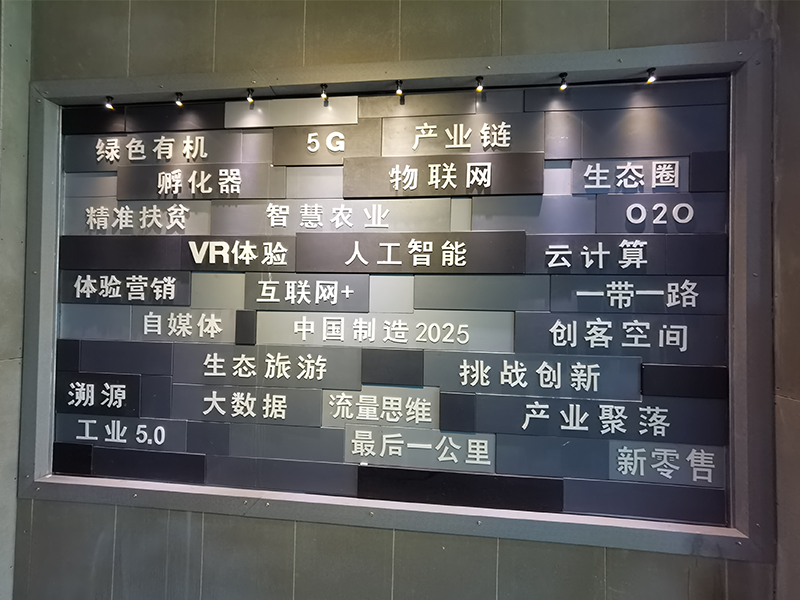 绿色有机 5G 产业链
孵化器 物联网 生态圈
精准扶贫 智慧农业 O2O
VR体验 人工智能 云计算
体验营销 互联网+ 一带一路
自媒体 中国制造2025 创客空间
生态旅游 挑战创新
溯源 大数据 流量思维 产业聚落
工业5.0 最后一公里 新零售